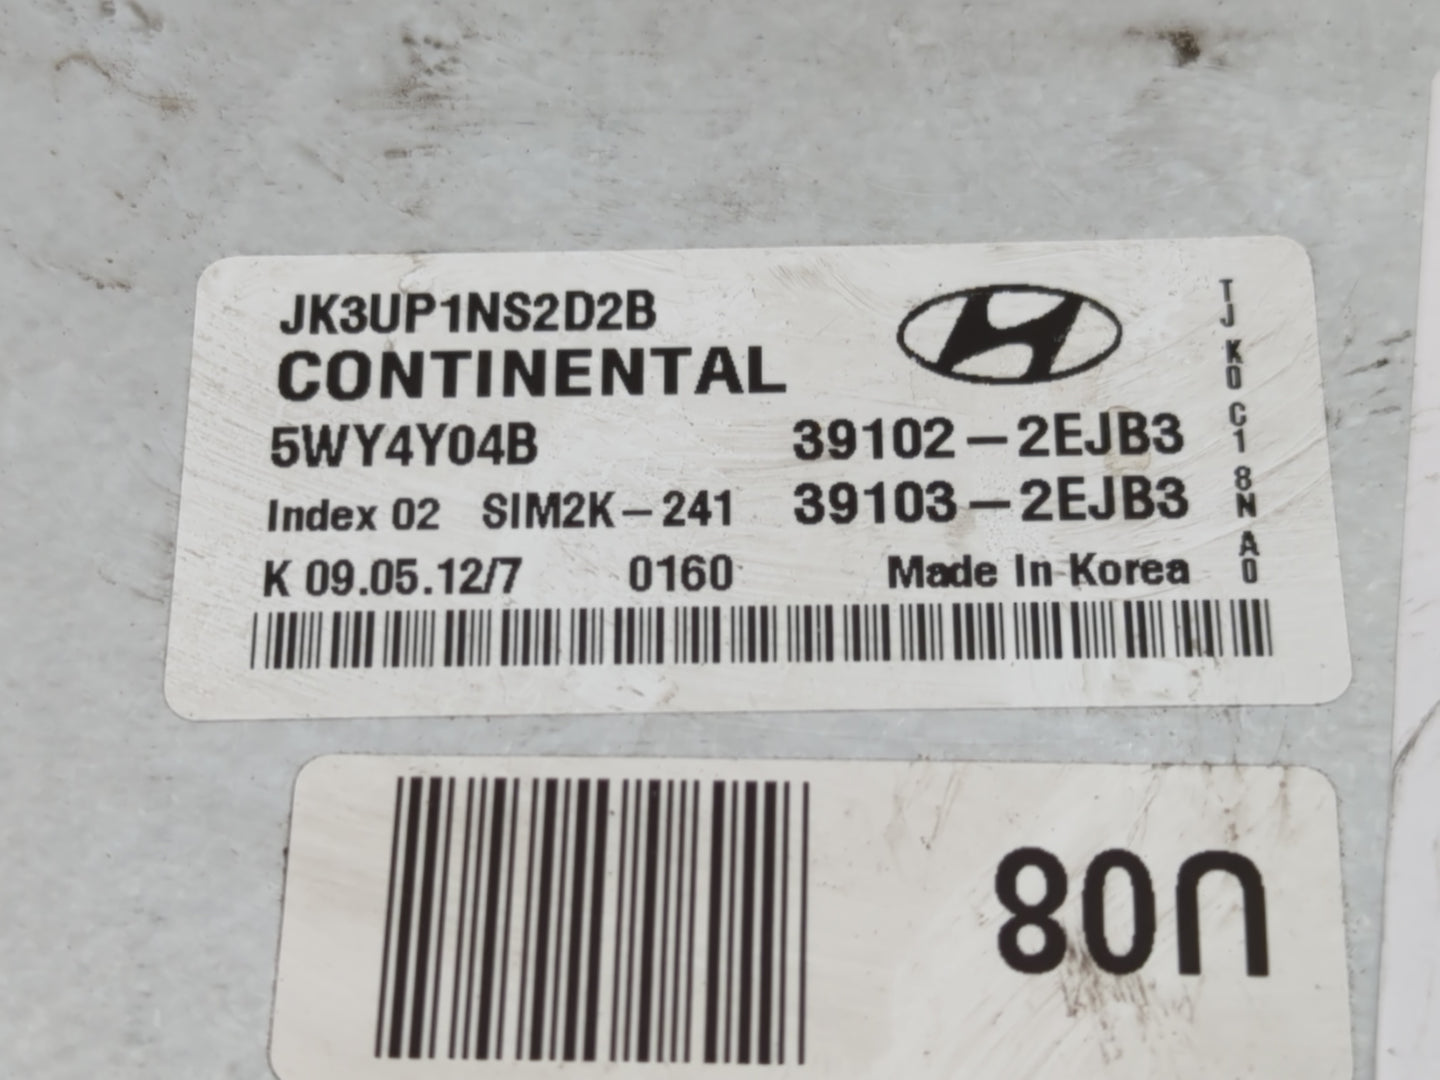 JK3UP1NS2D2B
CONTINENTAL
5WY4Y04B 39102-2EJB3
Index 02 SIM2K-241 39103-2EJB3
K 09.05.12/7 0160 Made In Korea
TJ K0 C1 8N A0
U08